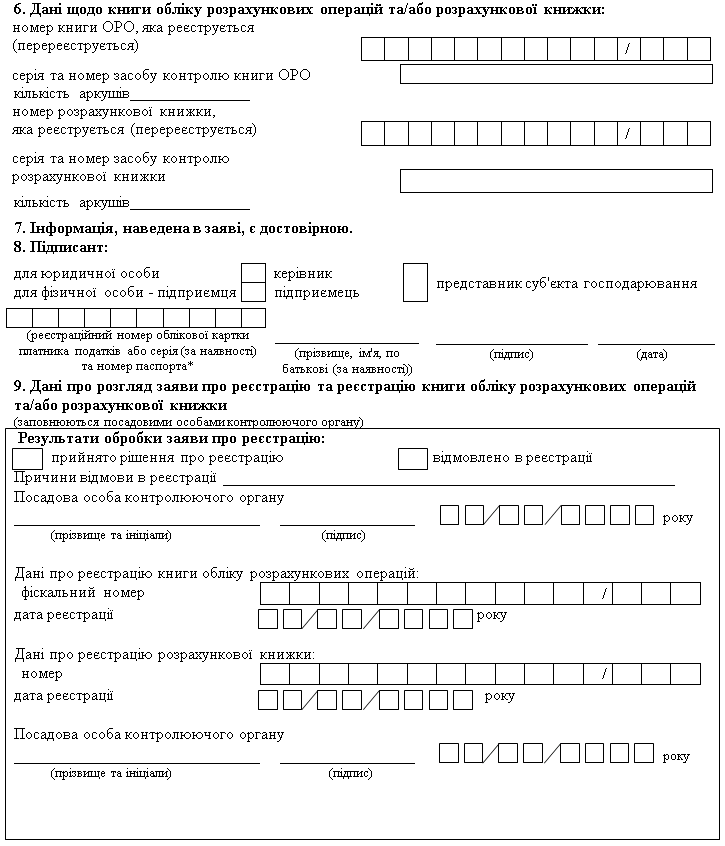 6. Дані щодо книги обліку розрахункових операцій та/або розрахункової книжки:
номер книги ОРО, яка реєструється
(перереєструється)
/
серія та номер засобу контролю книги ОРО
кількість аркушів_______________
номер розрахункової книжки,
яка реєструється (перереєструється)
/
серія та номер засобу контролю
розрахункової книжки
кількість аркушів_______________
7. Інформація, наведена в заяві, є достовірною.
8. Підписант:
для юридичної особи керівник
представник суб'єкта господарювання
для фізичної особи - підприємця підприємець
(реєстраційний номер облікової картки
платника податків або серія (за наявності)
та номер паспорта*
(прізвище, ім'я, по
батькові (за наявності))
(підпис)
(дата)
9. Дані про розгляд заяви про реєстрацію та реєстрацію книги обліку розрахункових операцій
та/або розрахункової книжки
(заповнюються посадовими особами контролюючого органу)
Результати обробки заяви про реєстрацію:
прийнято рішення про реєстрацію відмовлено в реєстрації
Причини відмови в реєстрації
Посадова особа контролюючого органу
/ / року
(прізвище та ініціали) (підпис)
Дані про реєстрацію книги обліку розрахункових операцій:
фіскальний номер /
дата реєстрації / / року
Дані про реєстрацію розрахункової книжки:
номер /
дата реєстрації / / року
Посадова особа контролюючого органу
/ / року
(прізвище та ініціали) (підпис)